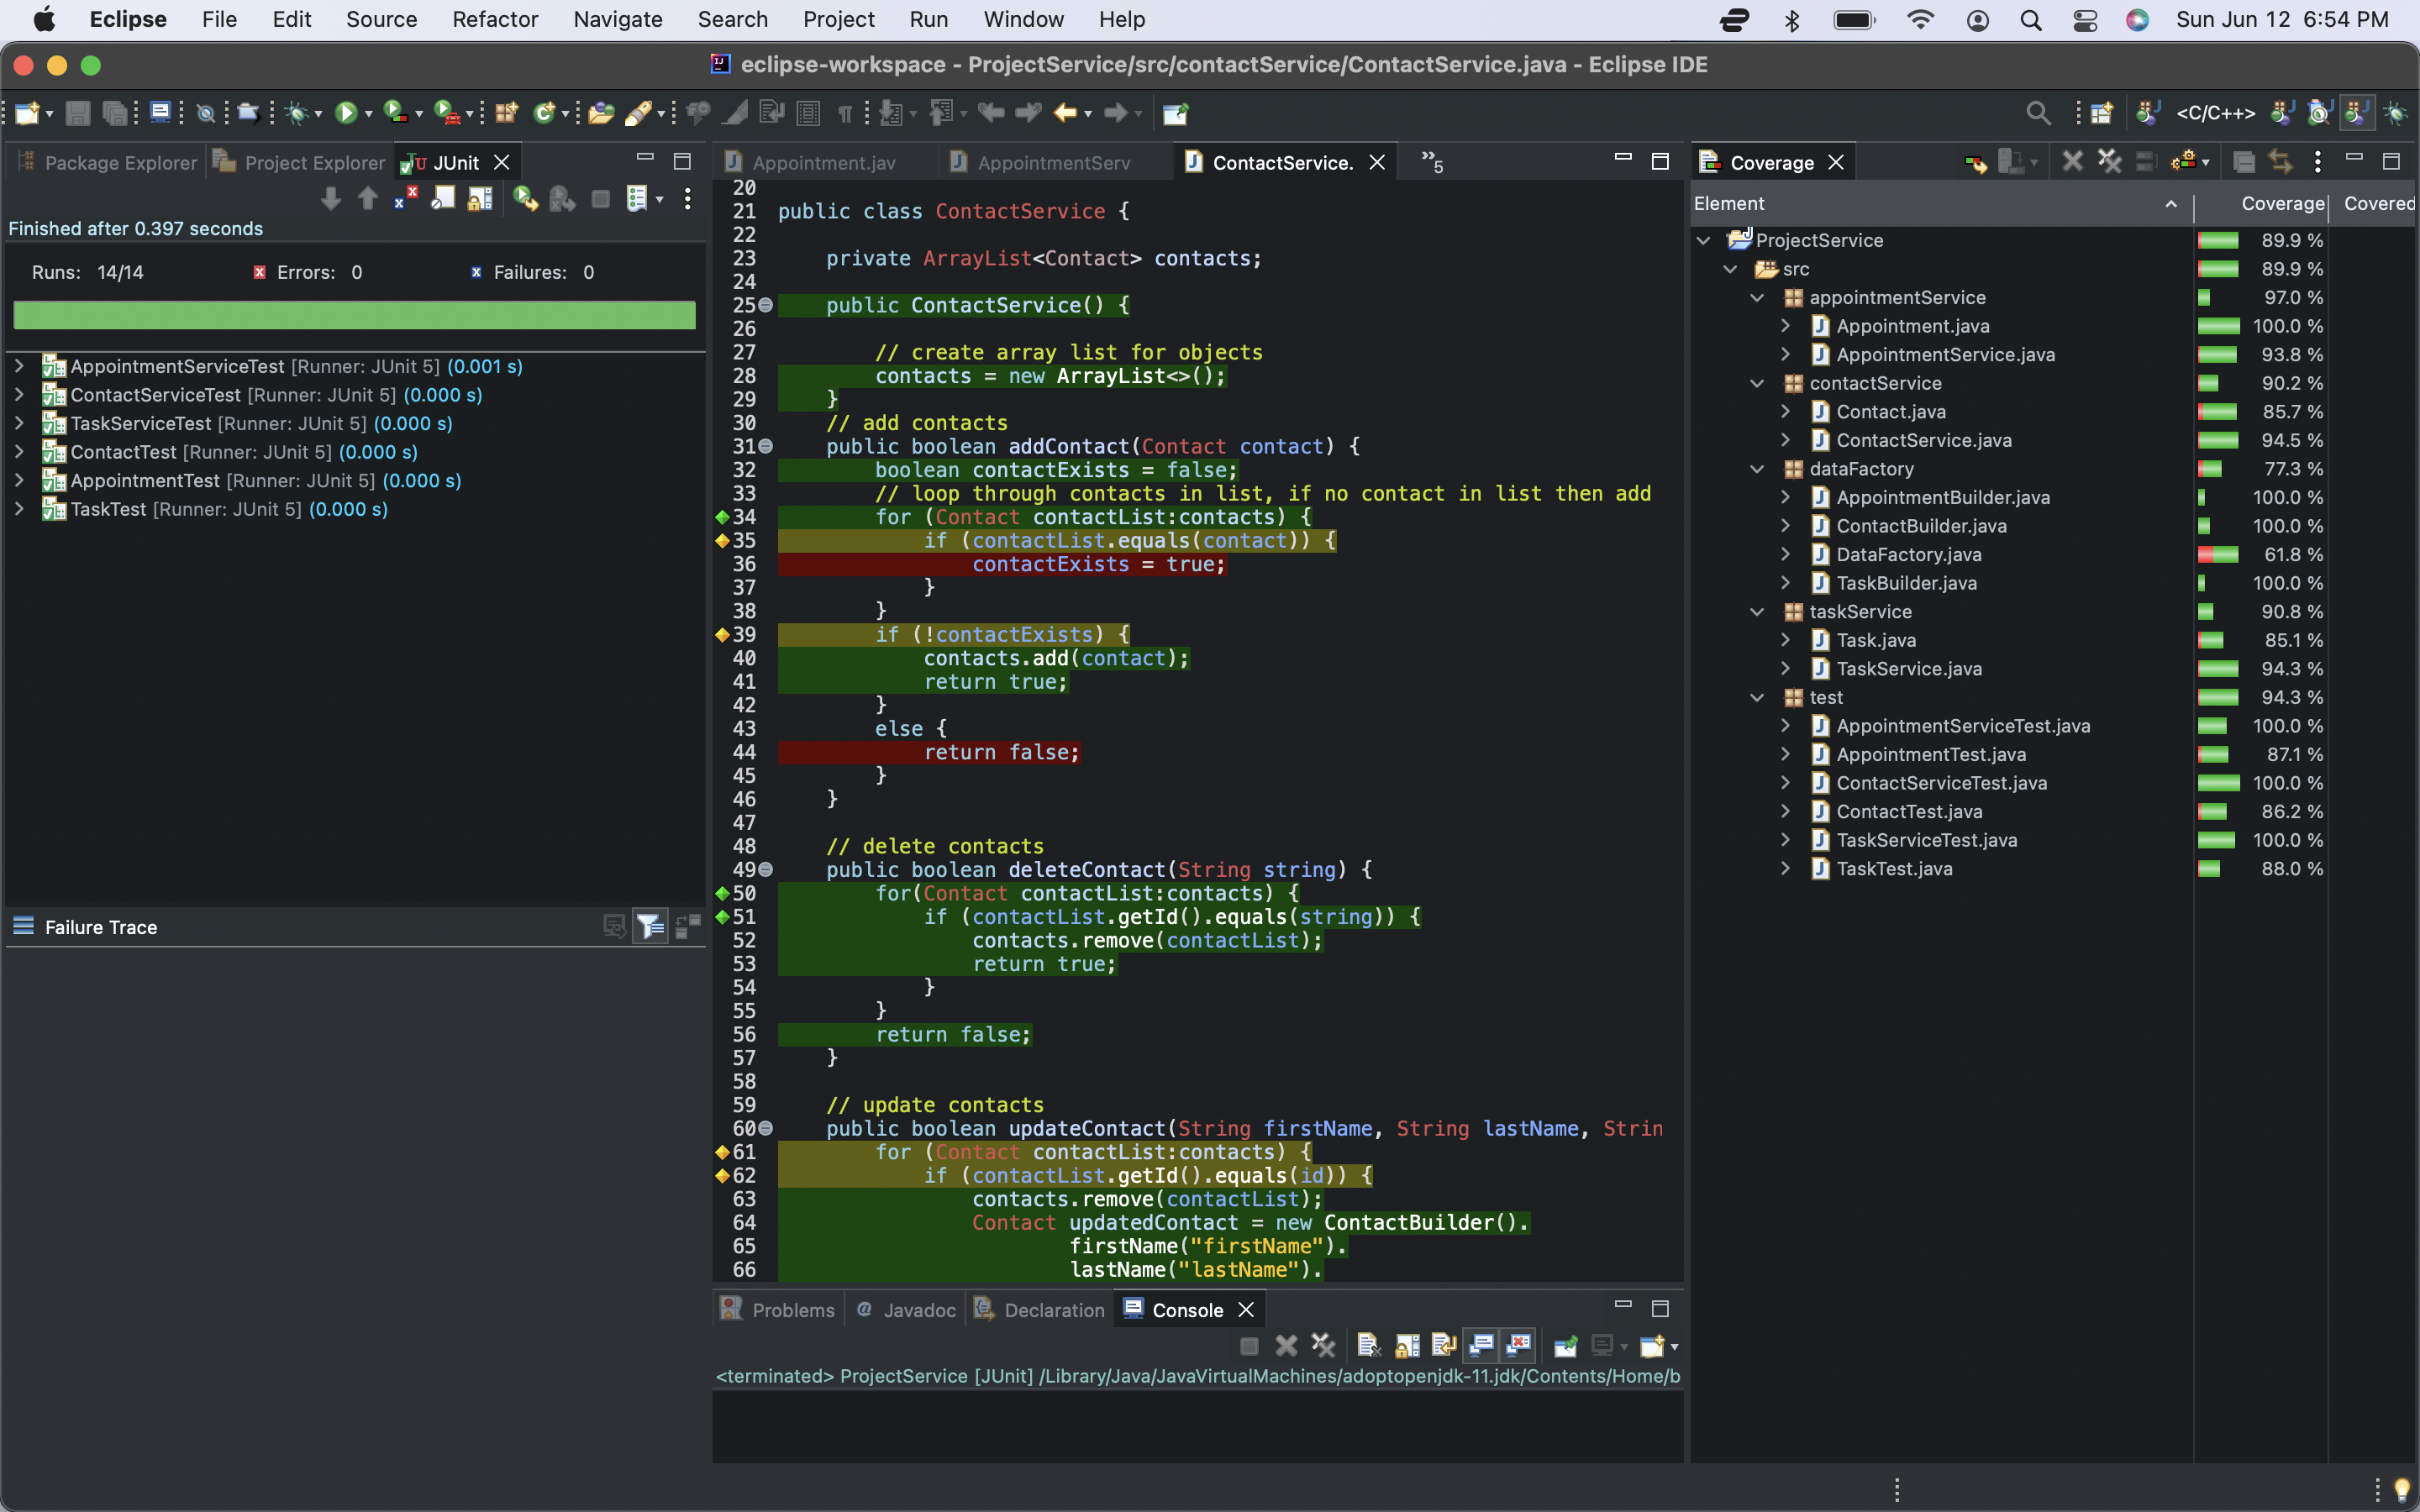 Eclipse File Edit Source Refactor Navigate Search Project Run Window Help Sun Jun 12 6:54 PM
eclipse-workspace - ProjectService/src/contactService/ContactService.java - Eclipse IDE
<C/C++>
Package Explorer Project Explorer JUnit
Finished after 0.397 seconds
Runs: 14/14 Errors: 0 Failures: 0
AppointmentServiceTest [Runner: JUnit 5] (0.001 s)
ContactServiceTest [Runner: JUnit 5] (0.000 s)
TaskServiceTest [Runner: JUnit 5] (0.000 s)
ContactTest [Runner: JUnit 5] (0.000 s)
AppointmentTest [Runner: JUnit 5] (0.000 s)
TaskTest [Runner: JUnit 5] (0.000 s)
Failure Trace
Appointment.jav AppointmentServ ContactService. »5
20
21 public class ContactService {
22
23     private ArrayList<Contact> contacts;
24
25     public ContactService() {
26
27         // create array list for objects
28         contacts = new ArrayList<>();
29     }
30     // add contacts
31     public boolean addContact(Contact contact) {
32         boolean contactExists = false;
33         // loop through contacts in list, if no contact in list then add
34         for (Contact contactList:contacts) {
35             if (contactList.equals(contact)) {
36                 contactExists = true;
37             }
38         }
39         if (!contactExists) {
40             contacts.add(contact);
41             return true;
42         }
43         else {
44             return false;
45         }
46     }
47
48     // delete contacts
49     public boolean deleteContact(String string) {
50         for(Contact contactList:contacts) {
51             if (contactList.getId().equals(string)) {
52                 contacts.remove(contactList);
53                 return true;
54             }
55         }
56         return false;
57     }
58
59     // update contacts
60     public boolean updateContact(String firstName, String lastName, Strin
61         for (Contact contactList:contacts) {
62             if (contactList.getId().equals(id)) {
63                 contacts.remove(contactList);
64                 Contact updatedContact = new ContactBuilder().
65                         firstName("firstName").
66                         lastName("lastName").
Problems @ Javadoc Declaration Console
<terminated> ProjectService [JUnit] /Library/Java/JavaVirtualMachines/adoptopenjdk-11.jdk/Contents/Home/b
Coverage
Element Coverage Covered
ProjectService 89.9 %
src 89.9 %
appointmentService 97.0 %
Appointment.java 100.0 %
AppointmentService.java 93.8 %
contactService 90.2 %
Contact.java 85.7 %
ContactService.java 94.5 %
dataFactory 77.3 %
AppointmentBuilder.java 100.0 %
ContactBuilder.java 100.0 %
DataFactory.java 61.8 %
TaskBuilder.java 100.0 %
taskService 90.8 %
Task.java 85.1 %
TaskService.java 94.3 %
test 94.3 %
AppointmentServiceTest.java 100.0 %
AppointmentTest.java 87.1 %
ContactServiceTest.java 100.0 %
ContactTest.java 86.2 %
TaskServiceTest.java 100.0 %
TaskTest.java 88.0 %